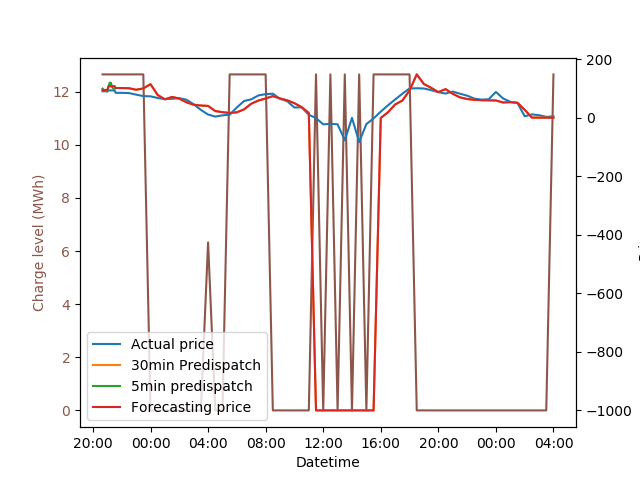 200
12
0
10
−200
8
−400
6
−600
4
−800
2
0
−1000
Charge level (MWh)
Actual price
30min Predispatch
5min predispatch
Forecasting price
20:00 00:00 04:00 08:00 12:00 16:00 20:00 00:00 04:00
Datetime